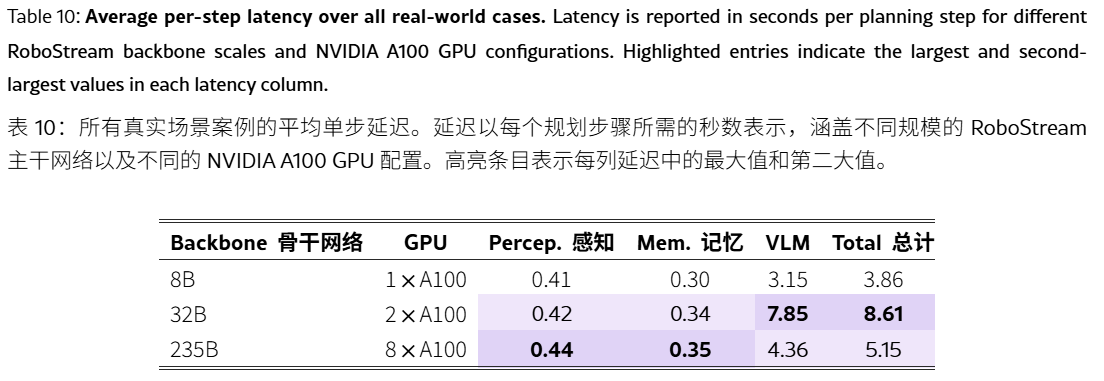 Table 10: Average per-step latency over all real-world cases. Latency is reported in seconds per planning step for different
RoboStream backbone scales and NVIDIA A100 GPU configurations. Highlighted entries indicate the largest and second-
largest values in each latency column.
表 10：所有真实场景案例的平均单步延迟。延迟以每个规划步骤所需的秒数表示，涵盖不同规模的 RoboStream
主干网络以及不同的 NVIDIA A100 GPU 配置。高亮条目表示每列延迟中的最大值和第二大值。
Backbone 骨干网络 GPU Percep. 感知 Mem. 记忆 VLM Total 总计
8B 1 × A100 0.41 0.30 3.15 3.86
32B 2 × A100 0.42 0.34 7.85 8.61
235B 8 × A100 0.44 0.35 4.36 5.15